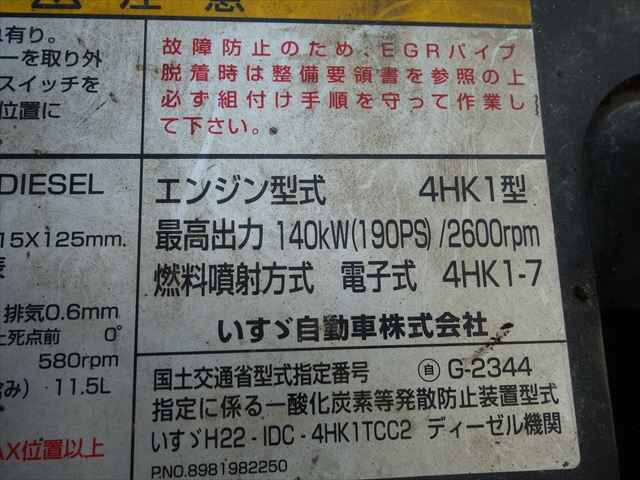 注意
有り。
ーを取り外
スイッチを
位置に
故障防止のため、EGRパイプ
脱着時は整備要領書を参照の上
必ず組付け手順を守って作業し
て下さい。
DIESEL
15X125mm.
排気0.6mm
上死点前 0°
580rpm
含み) 11.5L
AX位置以上
エンジン型式 4HK1型
最高出力 140kW(190PS)/2600rpm
燃料噴射方式 電子式 4HK1-7
いすゞ自動車株式会社
国土交通省型式指定番号 自 G-2344
指定に係る一酸化炭素等発散防止装置型式
いすゞH22-IDC-4HK1TCC2 ディーゼル機関
P.NO.8981982250